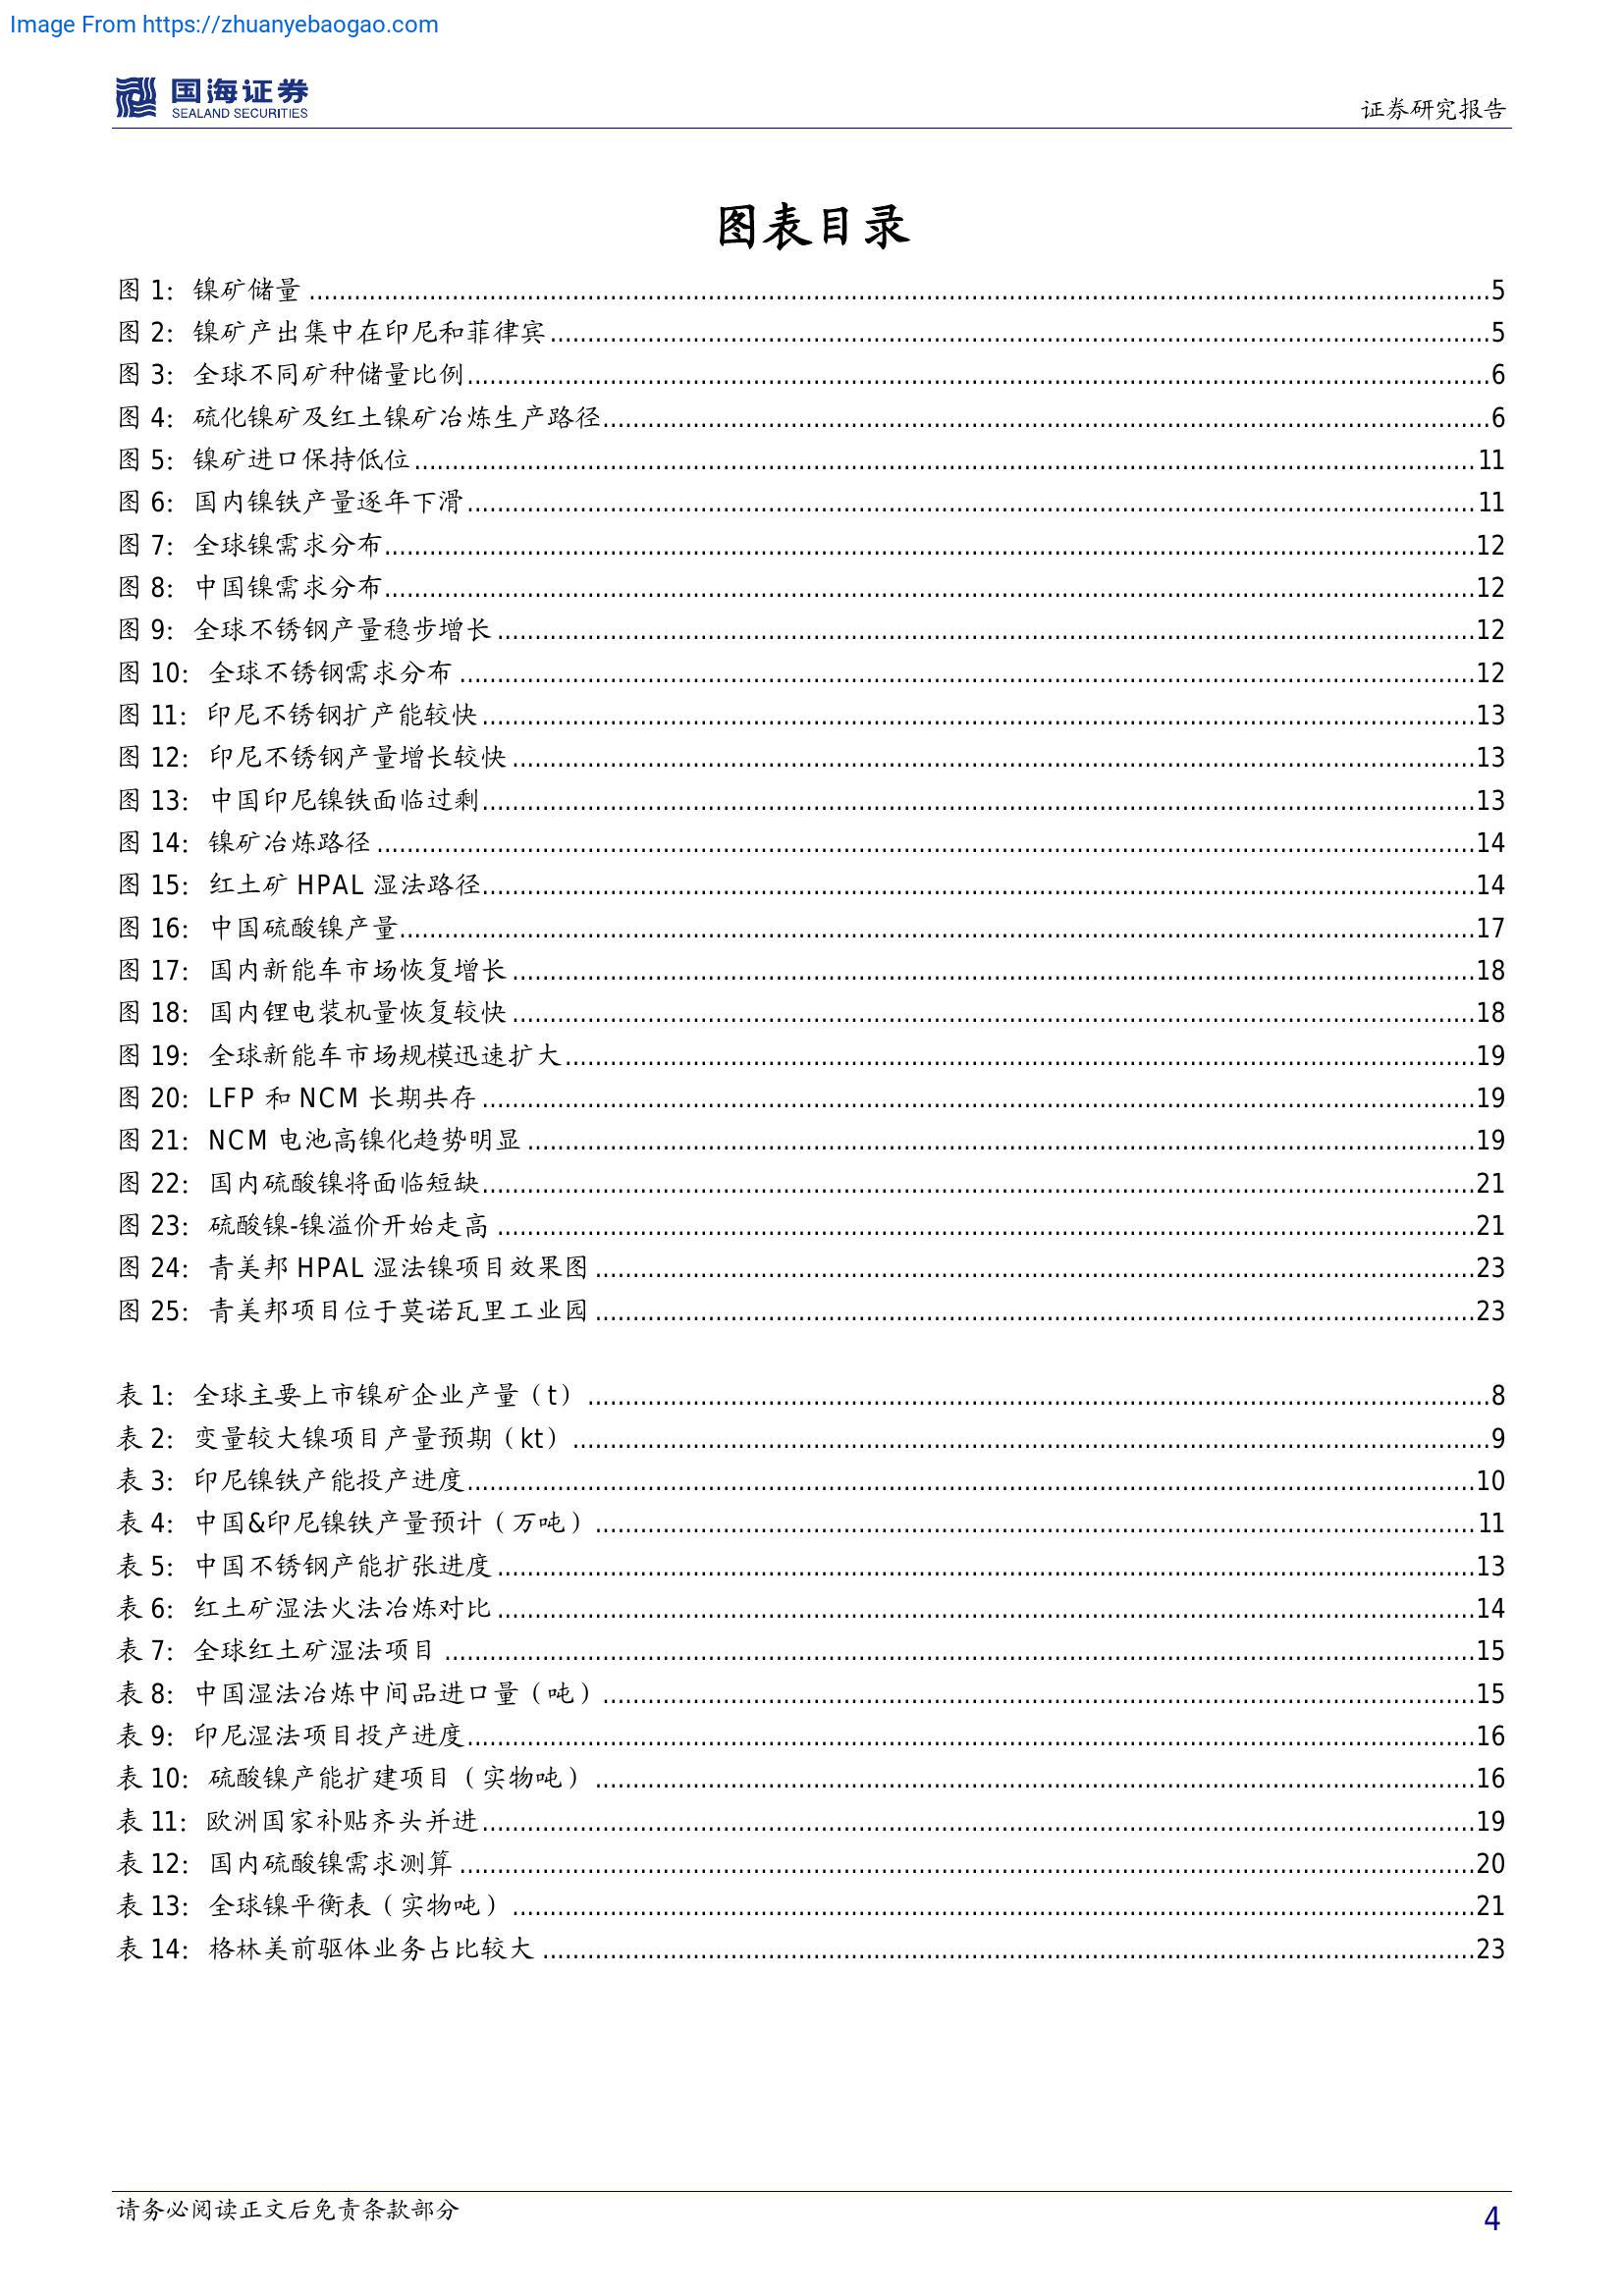 Image From https://zhuanyebaogao.com
国海证券
SEALAND SECURITIES
证券研究报告
图表目录
图 1：镍矿储量 ........ 5
图 2：镍矿产出集中在印尼和菲律宾 ........ 5
图 3：全球不同矿种储量比例 ........ 6
图 4：硫化镍矿及红土镍矿冶炼生产路径 ........ 6
图 5：镍矿进口保持低位 ........ 11
图 6：国内镍铁产量逐年下滑 ........ 11
图 7：全球镍需求分布 ........ 12
图 8：中国镍需求分布 ........ 12
图 9：全球不锈钢产量稳步增长 ........ 12
图 10：全球不锈钢需求分布 ........ 12
图 11：印尼不锈钢扩产能较快 ........ 13
图 12：印尼不锈钢产量增长较快 ........ 13
图 13：中国印尼镍铁面临过剩 ........ 13
图 14：镍矿冶炼路径 ........ 14
图 15：红土矿 HPAL 湿法路径 ........ 14
图 16：中国硫酸镍产量 ........ 17
图 17：国内新能车市场恢复增长 ........ 18
图 18：国内锂电装机量恢复较快 ........ 18
图 19：全球新能车市场规模迅速扩大 ........ 19
图 20：LFP 和 NCM 长期共存 ........ 19
图 21：NCM 电池高镍化趋势明显 ........ 19
图 22：国内硫酸镍将面临短缺 ........ 21
图 23：硫酸镍-镍溢价开始走高 ........ 21
图 24：青美邦 HPAL 湿法镍项目效果图 ........ 23
图 25：青美邦项目位于莫诺瓦里工业园 ........ 23
表 1：全球主要上市镍矿企业产量（t） ........ 8
表 2：变量较大镍项目产量预期（kt） ........ 9
表 3：印尼镍铁产能投产进度 ........ 10
表 4：中国&印尼镍铁产量预计（万吨） ........ 11
表 5：中国不锈钢产能扩张进度 ........ 13
表 6：红土矿湿法火法冶炼对比 ........ 14
表 7：全球红土矿湿法项目 ........ 15
表 8：中国湿法冶炼中间品进口量（吨） ........ 15
表 9：印尼湿法项目投产进度 ........ 16
表 10：硫酸镍产能扩建项目（实物吨） ........ 16
表 11：欧洲国家补贴齐头并进 ........ 19
表 12：国内硫酸镍需求测算 ........ 20
表 13：全球镍平衡表（实物吨） ........ 21
表 14：格林美前驱体业务占比较大 ........ 23
请务必阅读正文后免责条款部分
4